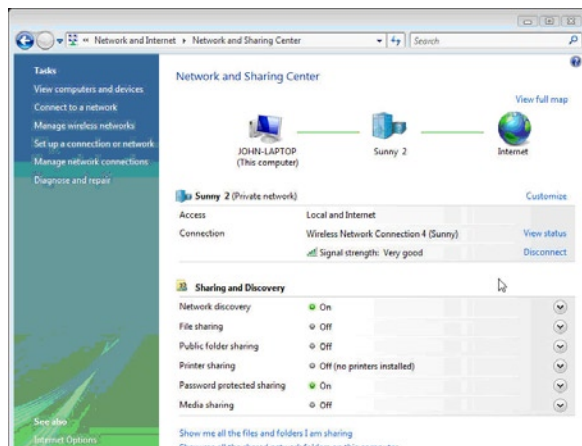 Network and Internet
Network and Sharing Center
Search
Tasks
View computers and devices
Connect to a network
Manage wireless networks
Set up a connection or network
Manage network connections
Diagnose and repair
See also
Internet Options
Network and Sharing Center
View full map
JOHN-LAPTOP
(This computer)
Sunny 2
Internet
Sunny 2 (Private network)
Customize
Access
Local and Internet
Connection
Wireless Network Connection 4 (Sunny)
View status
Signal strength: Very good
Disconnect
Sharing and Discovery
Network discovery
On
File sharing
Off
Public folder sharing
Off
Printer sharing
Off (no printers installed)
Password protected sharing
On
Media sharing
Off
Show me all the files and folders I am sharing